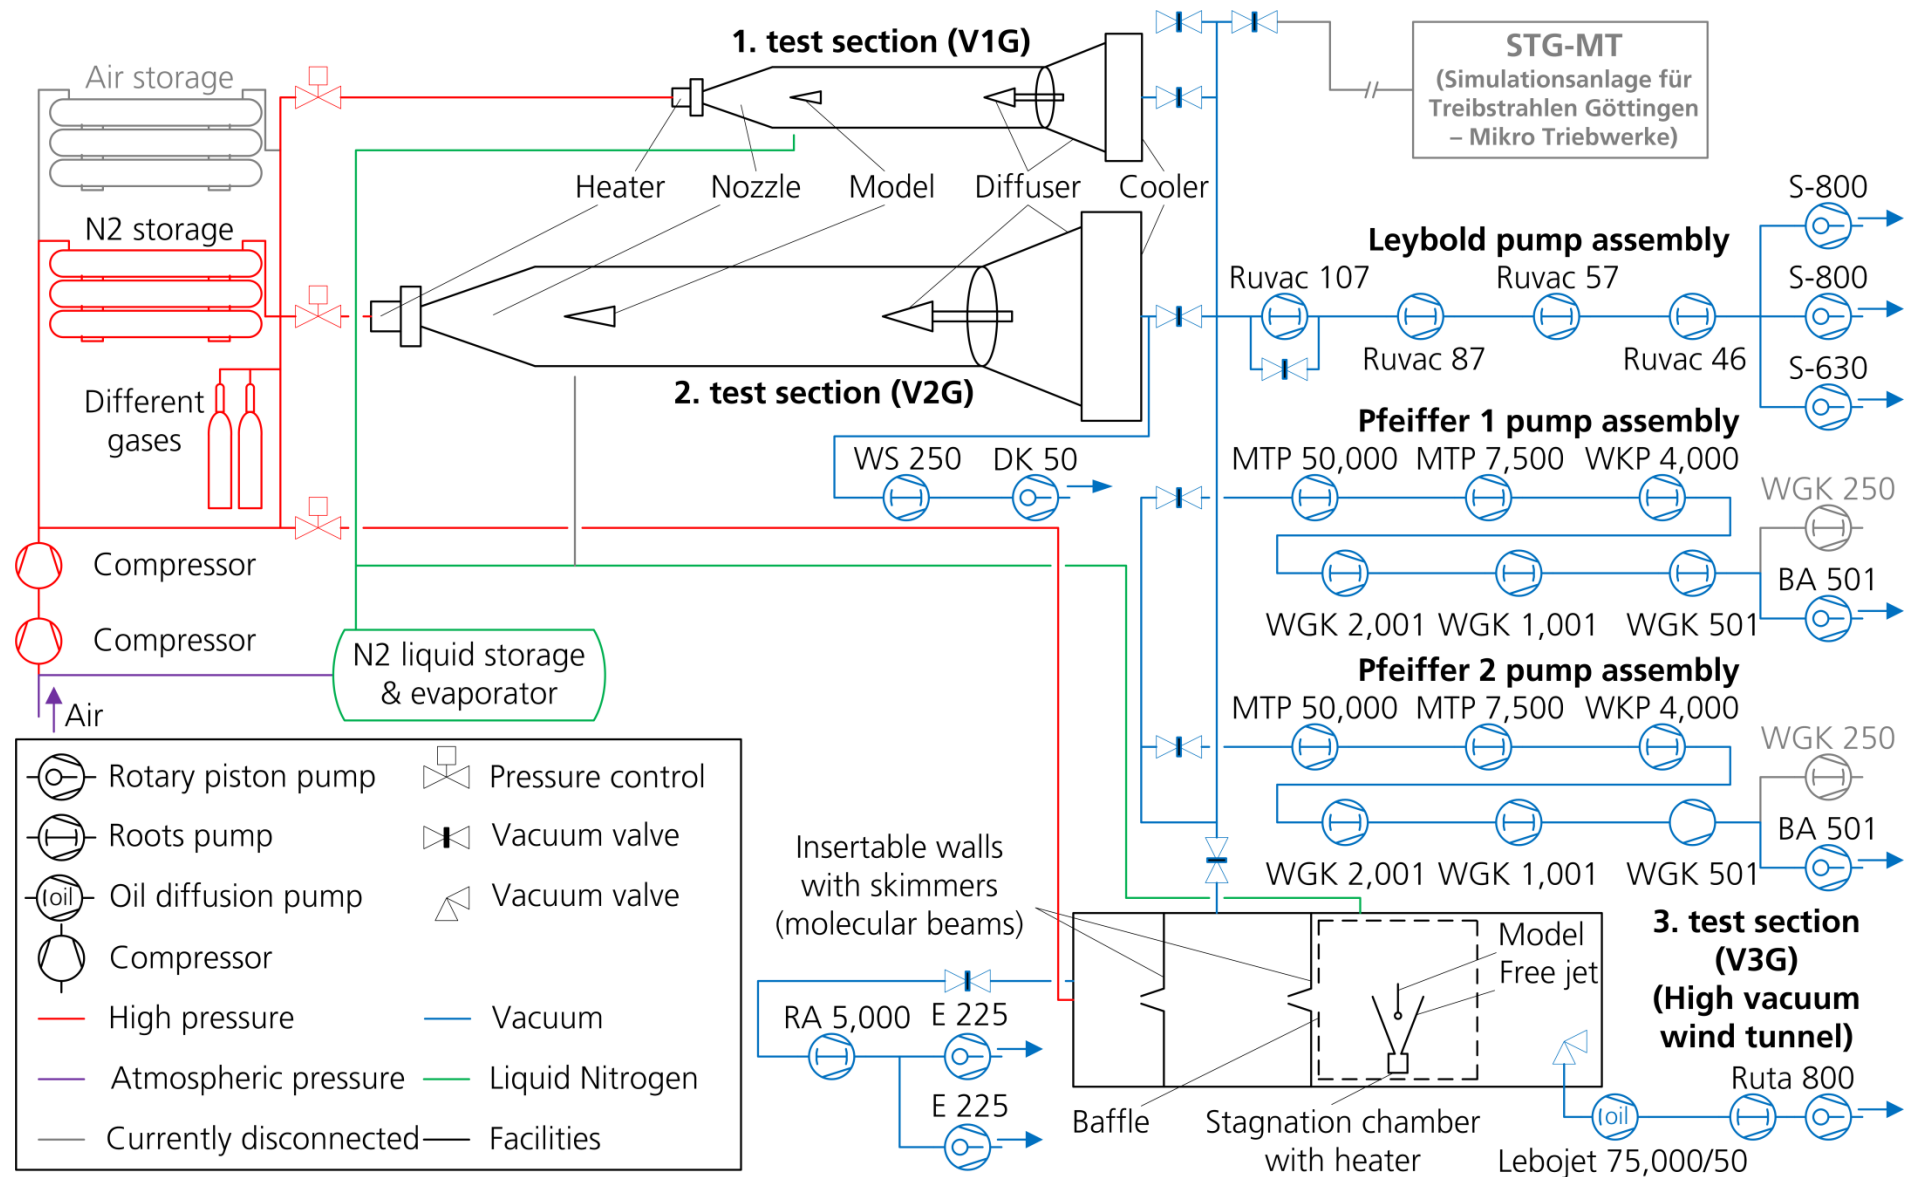 1. test section (V1G)
Air storage
STG-MT
(Simulationsanlage für
Treibstrahlen Göttingen
– Mikro Triebwerke)
Heater
Nozzle
Model
Diffuser
Cooler
S-800
N2 storage
Leybold pump assembly
Ruvac 107
Ruvac 57
S-800
Ruvac 87
Ruvac 46
S-630
2. test section (V2G)
Different
gases
Pfeiffer 1 pump assembly
WS 250
DK 50
MTP 50,000
MTP 7,500
WKP 4,000
WGK 250
Compressor
BA 501
WGK 2,001
WGK 1,001
WGK 501
Compressor
N2 liquid storage
& evaporator
Air
Pfeiffer 2 pump assembly
MTP 50,000
MTP 7,500
WKP 4,000
WGK 250
BA 501
WGK 2,001
WGK 1,001
WGK 501
Rotary piston pump
Pressure control
Roots pump
Vacuum valve
Oil diffusion pump
Vacuum valve
Compressor
High pressure
Vacuum
Atmospheric pressure
Liquid Nitrogen
Currently disconnected
Facilities
oil
Insertable walls
with skimmers
(molecular beams)
3. test section
(V3G)
(High vacuum
wind tunnel)
Model
Free jet
RA 5,000
E 225
E 225
Baffle
Stagnation chamber
with heater
Ruta 800
oil
Lebojet 75,000/50